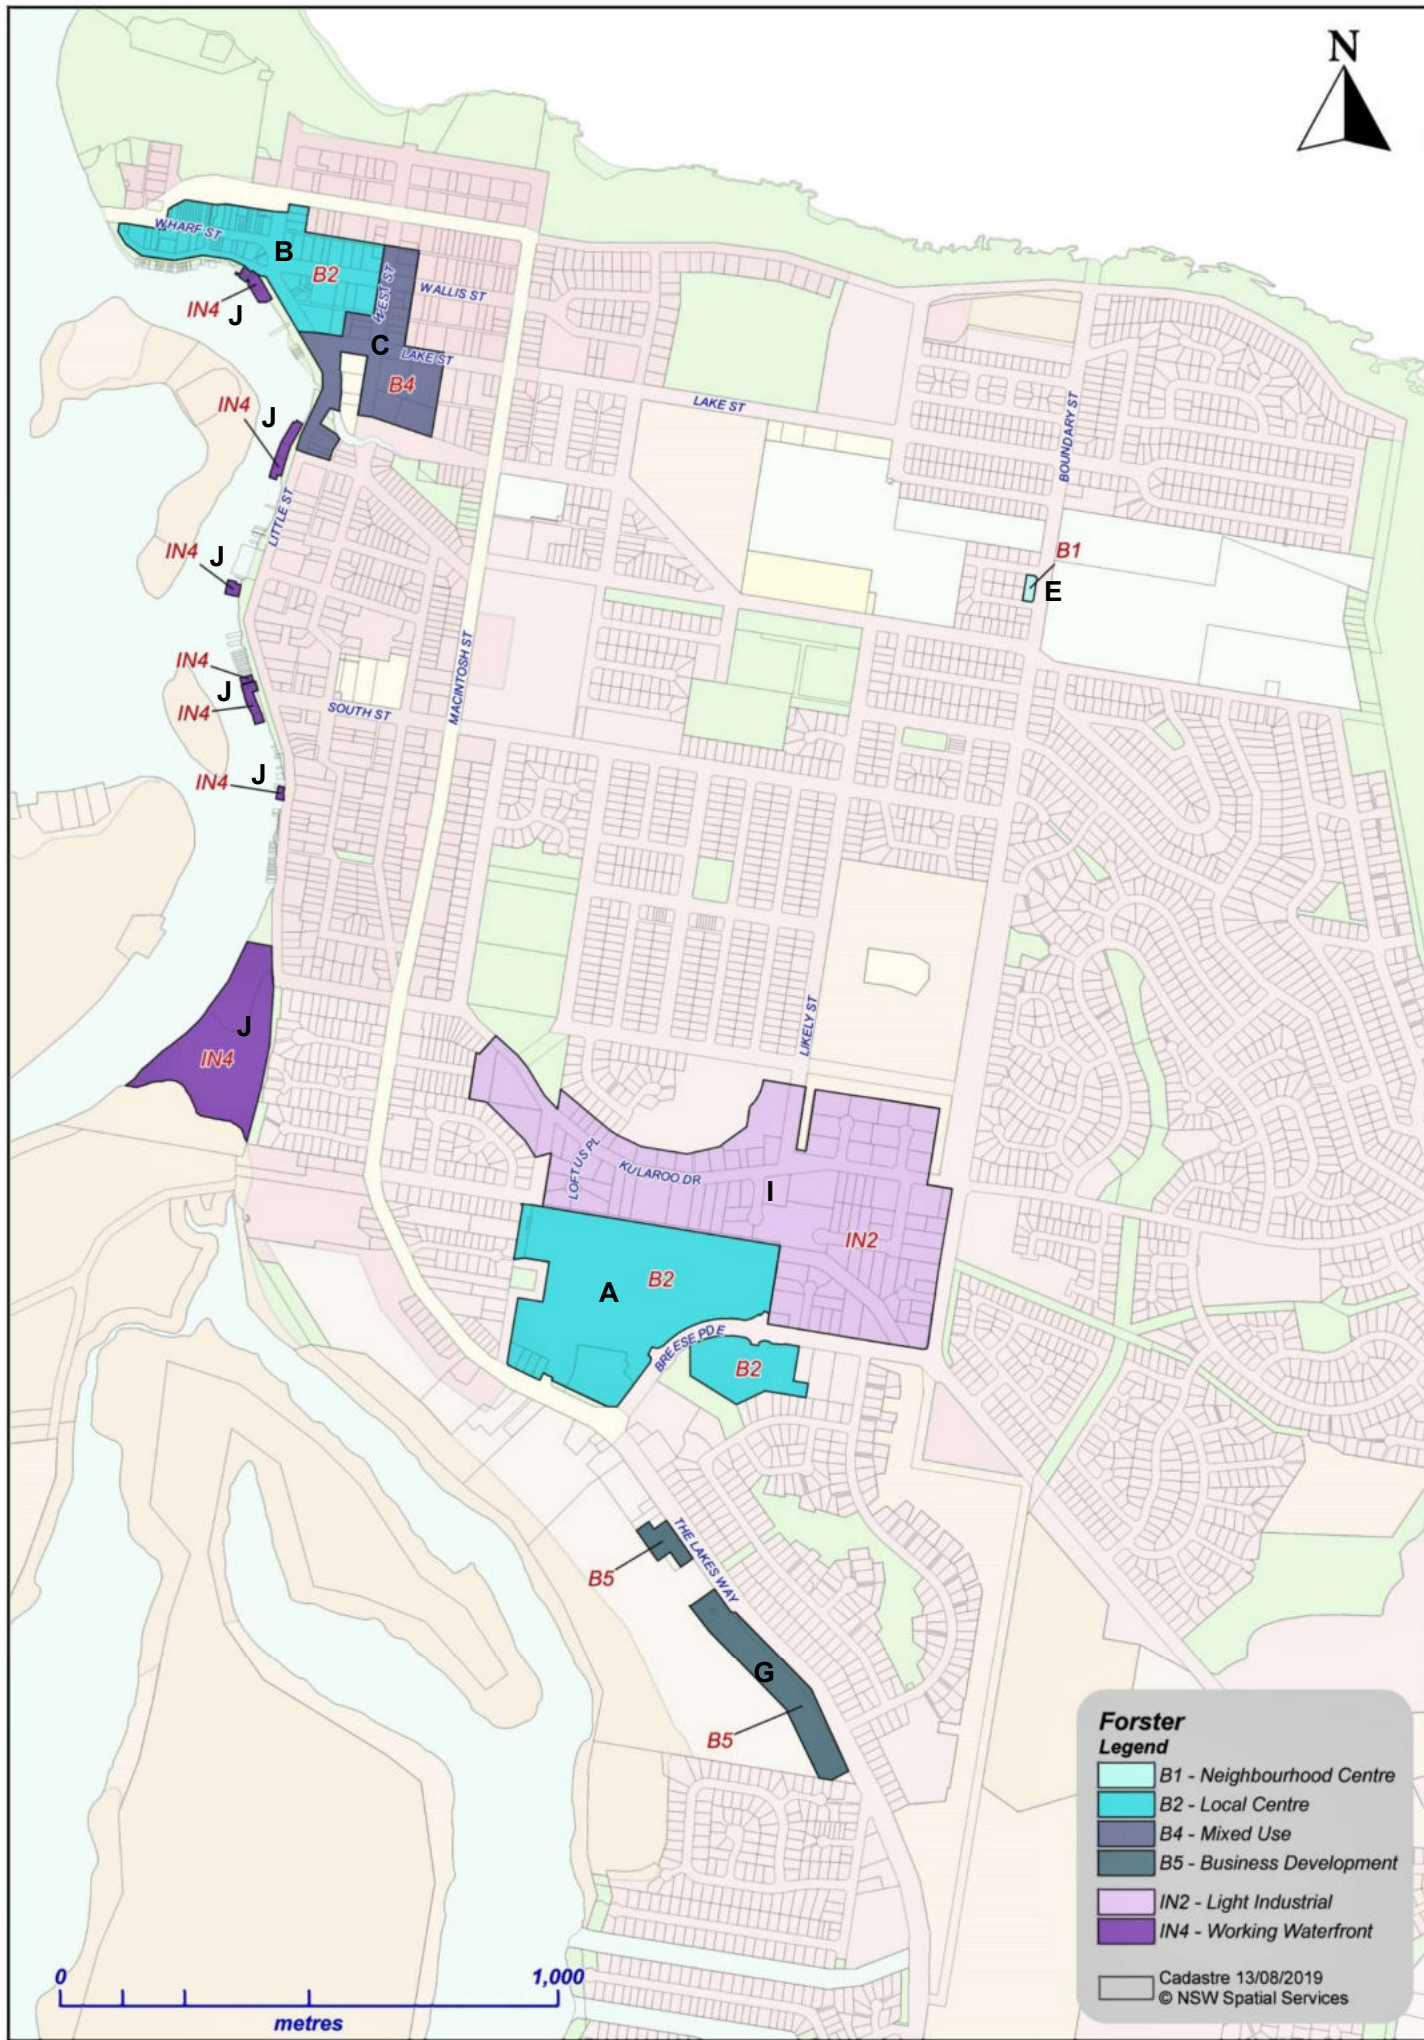 N
WHARF ST
B
B2
WEST ST
WALLIS ST
IN4
J
C
LAKE ST
B4
IN4
J
LAKE ST
BOUNDARY ST
LITTLE ST
IN4
J
B1
E
IN4
J
IN4
MACINTOSH ST
SOUTH ST
IN4
J
J
IN4
LIKELY ST
LOFTUS PL
KULAROO DR
I
IN2
B2
A
BREESE PDE
B2
THE LAKES WAY
B5
G
B5
Forster
Legend
B1 - Neighbourhood Centre
B2 - Local Centre
B4 - Mixed Use
B5 - Business Development
IN2 - Light Industrial
IN4 - Working Waterfront
Cadastre 13/08/2019
© NSW Spatial Services
0 1,000
metres